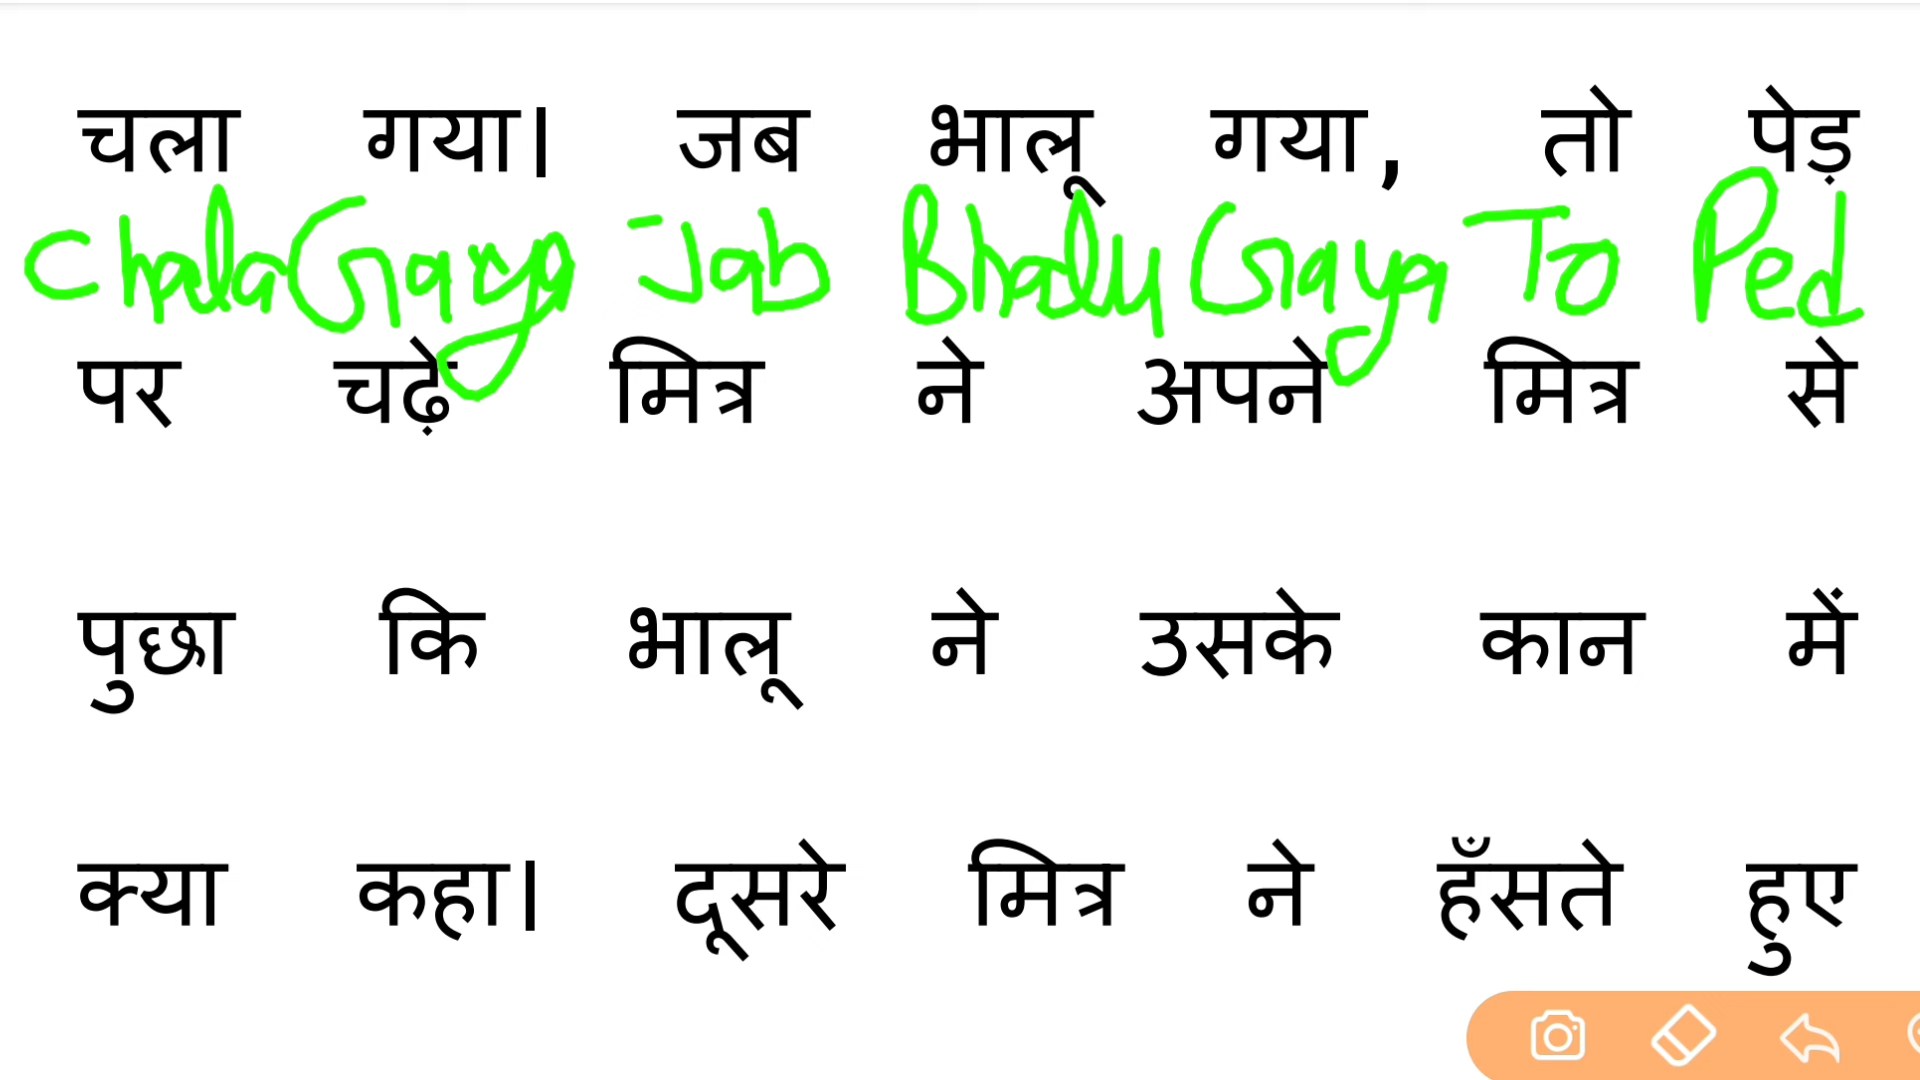 चला गया। जब भालू गया, तो पेड़
Chala Gaya Jab Bhalu Gaya To Ped
पर चढ़े मित्र ने अपने मित्र से
पुछा कि भालू ने उसके कान में
क्या कहा। दूसरे मित्र ने हँसते हुए